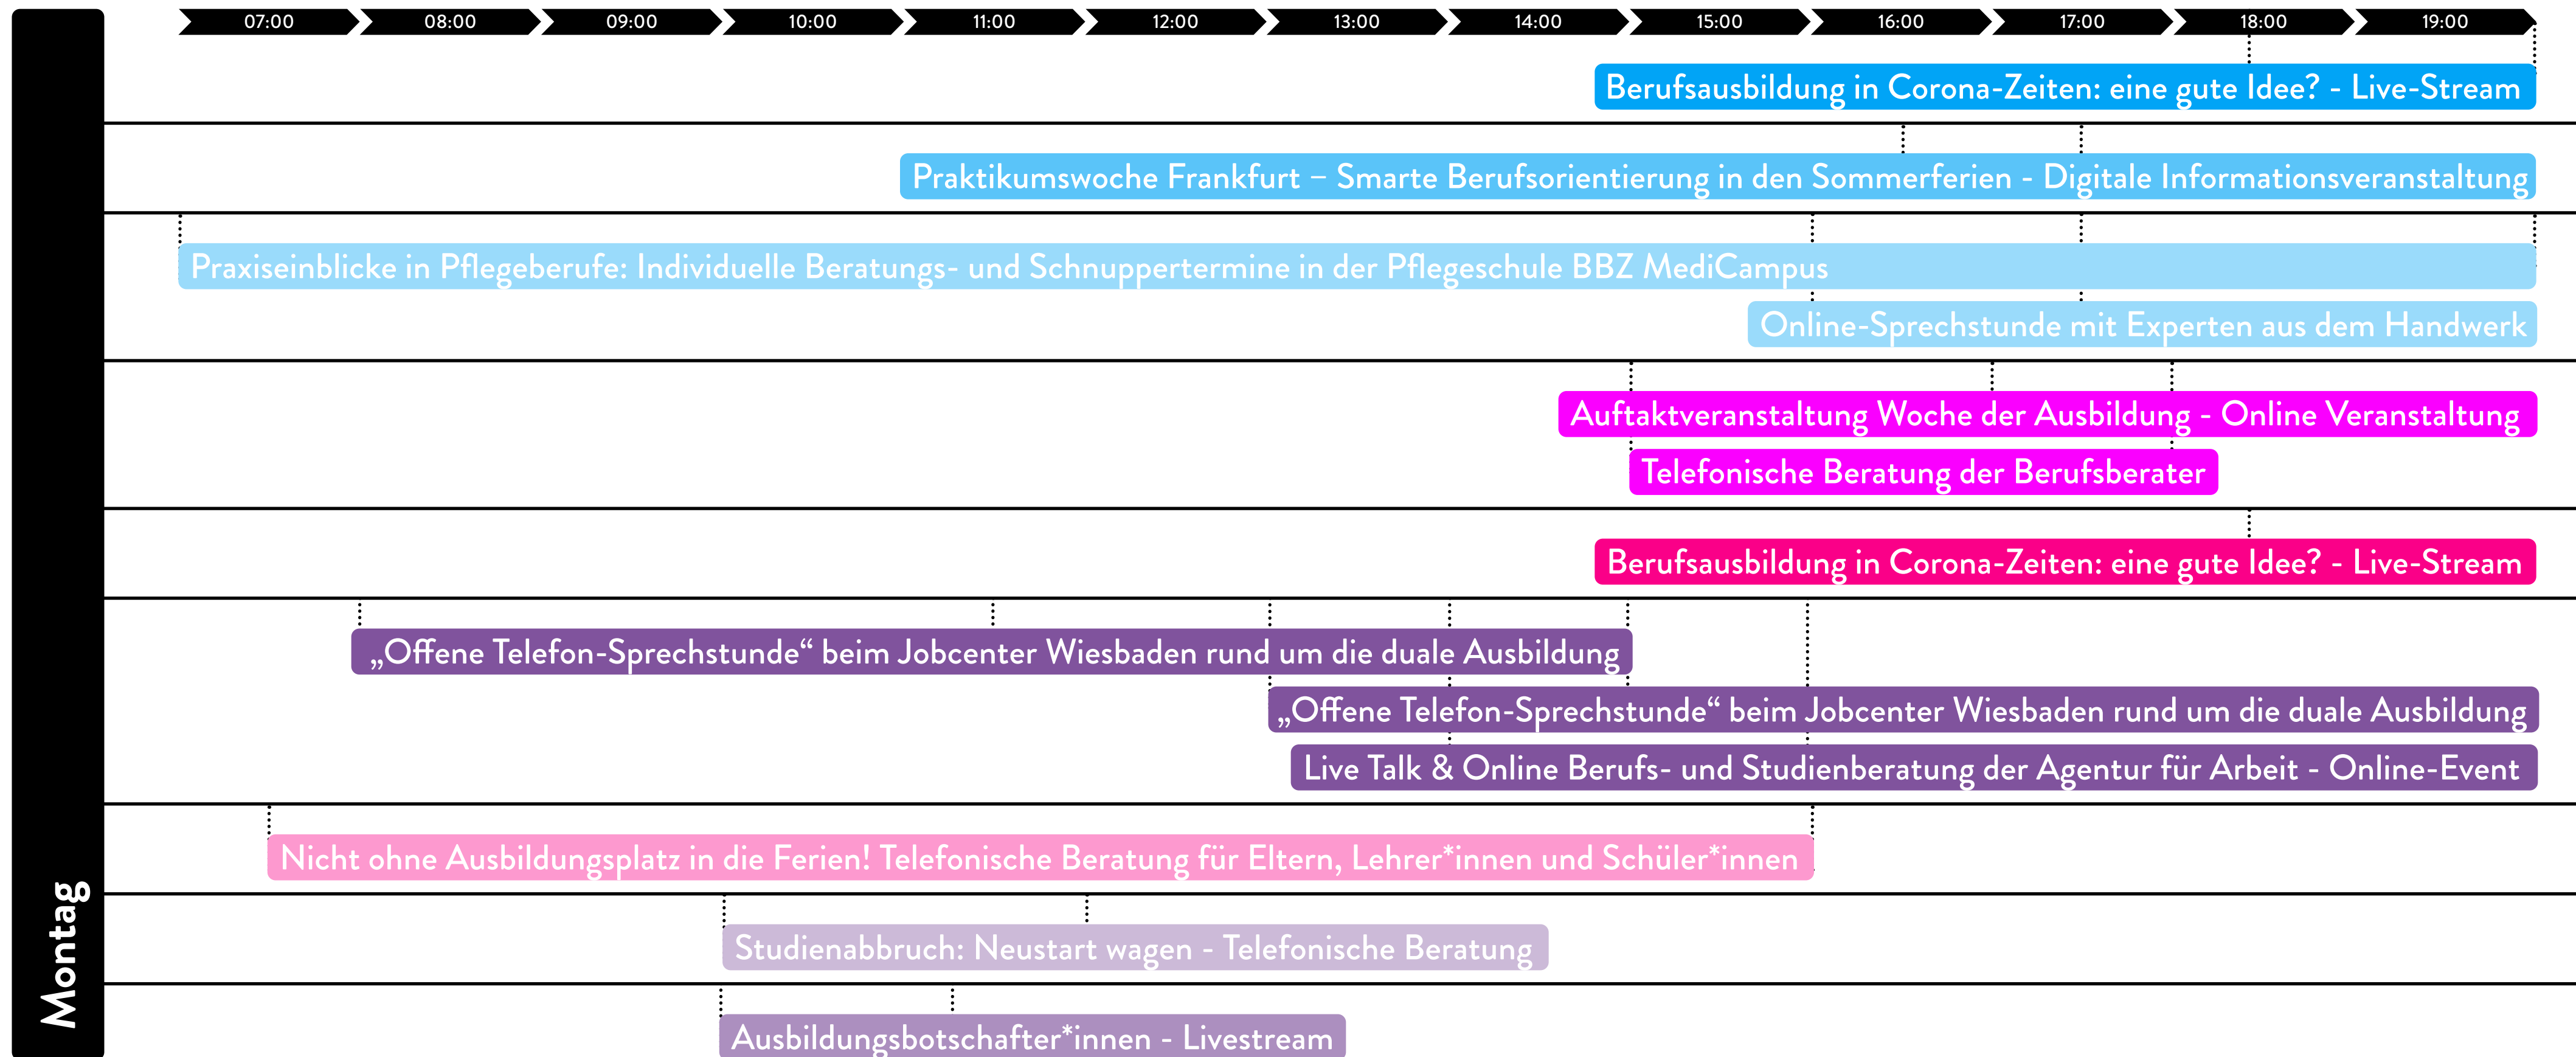 07:00 08:00 09:00 10:00 11:00 12:00 13:00 14:00 15:00 16:00 17:00 18:00 19:00
Berufsausbildung in Corona-Zeiten: eine gute Idee? - Live-Stream
Praktikumswoche Frankfurt – Smarte Berufsorientierung in den Sommerferien - Digitale Informationsveranstaltung
Praxiseinblicke in Pflegeberufe: Individuelle Beratungs- und Schnuppertermine in der Pflegeschule BBZ MediCampus
Online-Sprechstunde mit Experten aus dem Handwerk
Auftaktveranstaltung Woche der Ausbildung - Online Veranstaltung
Telefonische Beratung der Berufsberater
Berufsausbildung in Corona-Zeiten: eine gute Idee? - Live-Stream
„Offene Telefon-Sprechstunde“ beim Jobcenter Wiesbaden rund um die duale Ausbildung
„Offene Telefon-Sprechstunde“ beim Jobcenter Wiesbaden rund um die duale Ausbildung
Live Talk & Online Berufs- und Studienberatung der Agentur für Arbeit - Online-Event
Nicht ohne Ausbildungsplatz in die Ferien! Telefonische Beratung für Eltern, Lehrer*innen und Schüler*innen
Studienabbruch: Neustart wagen - Telefonische Beratung
Ausbildungsbotschafter*innen - Livestream
Montag